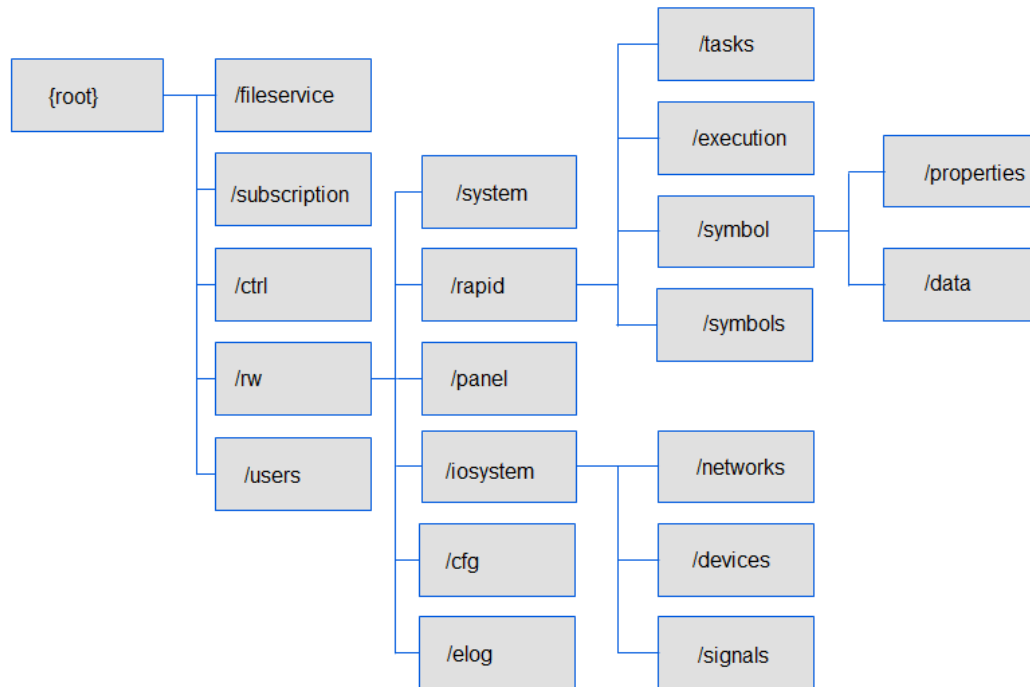 {root}
/fileservice
/subscription
/ctrl
/rw
/users
/system
/rapid
/panel
/iosystem
/cfg
/elog
/tasks
/execution
/symbol
/symbols
/networks
/devices
/signals
/properties
/data